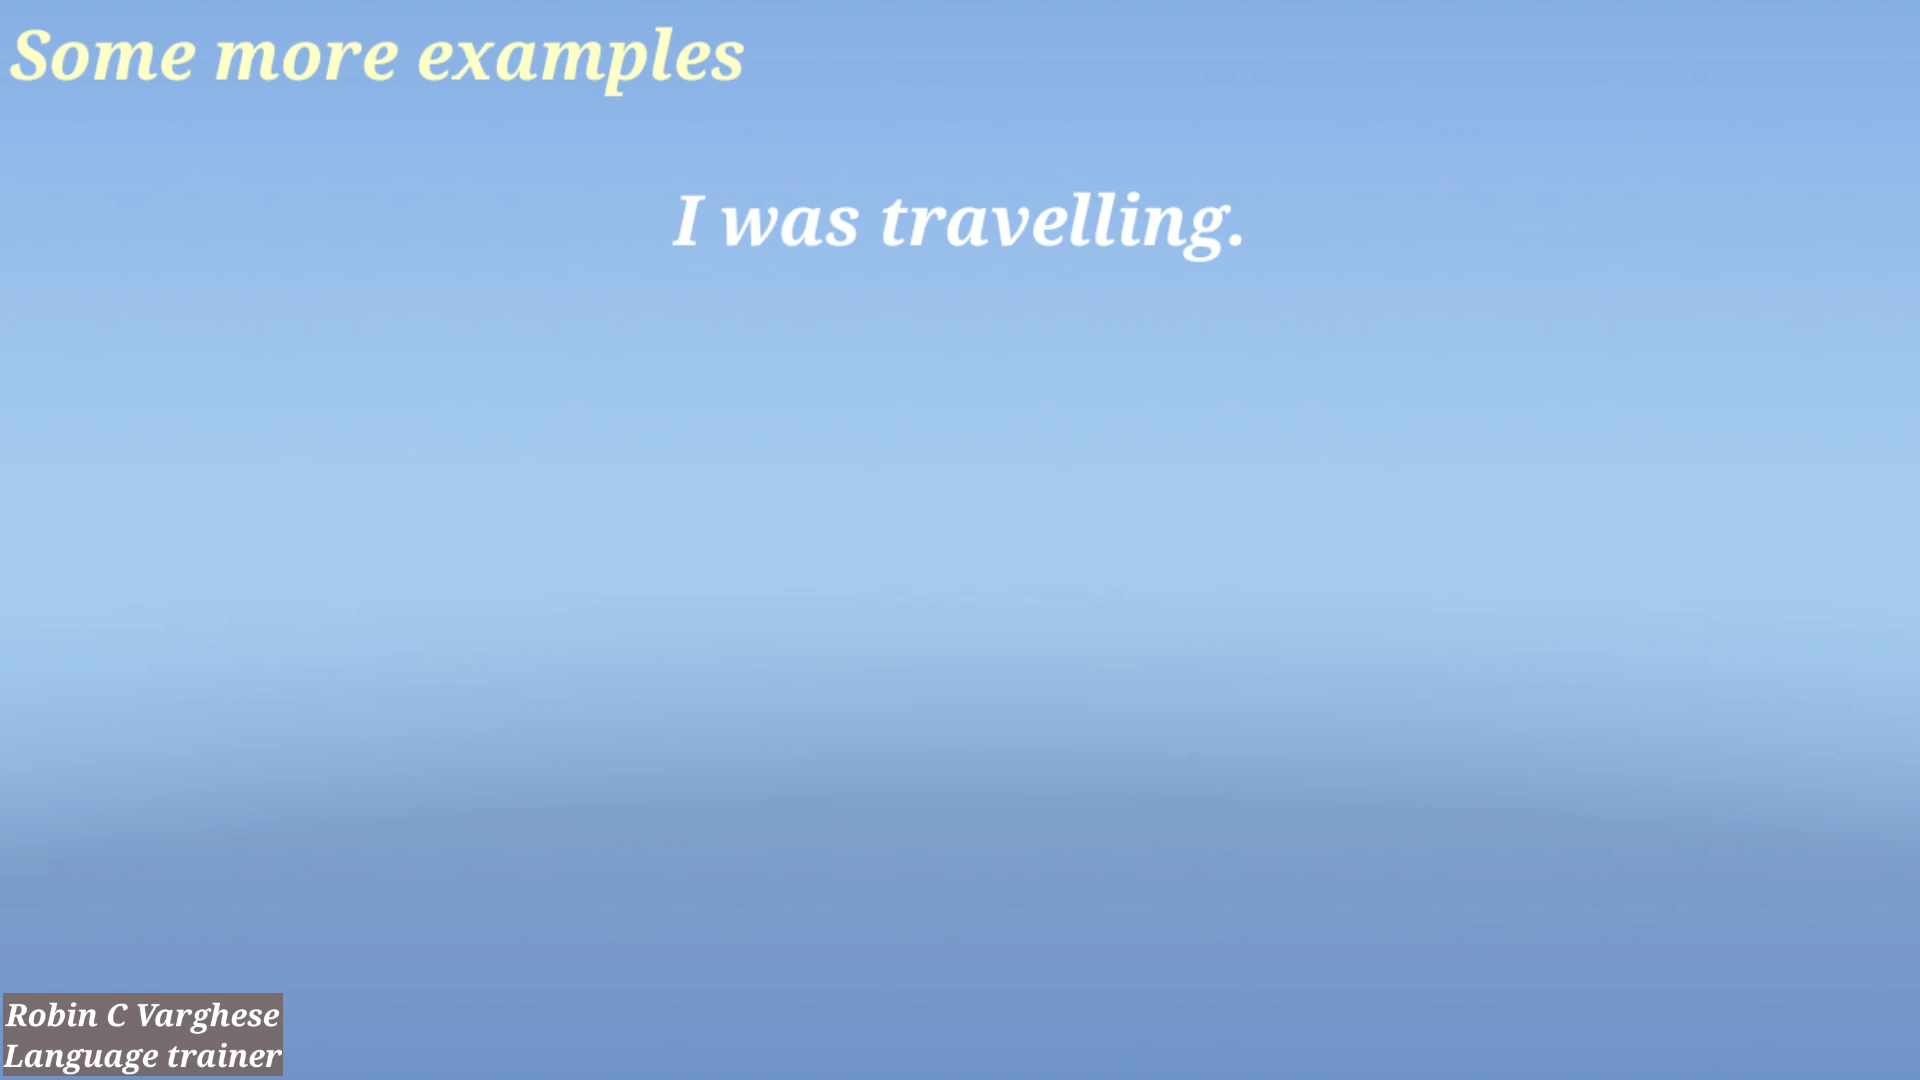 Some more examples
I was travelling.
Robin C Varghese
Language trainer